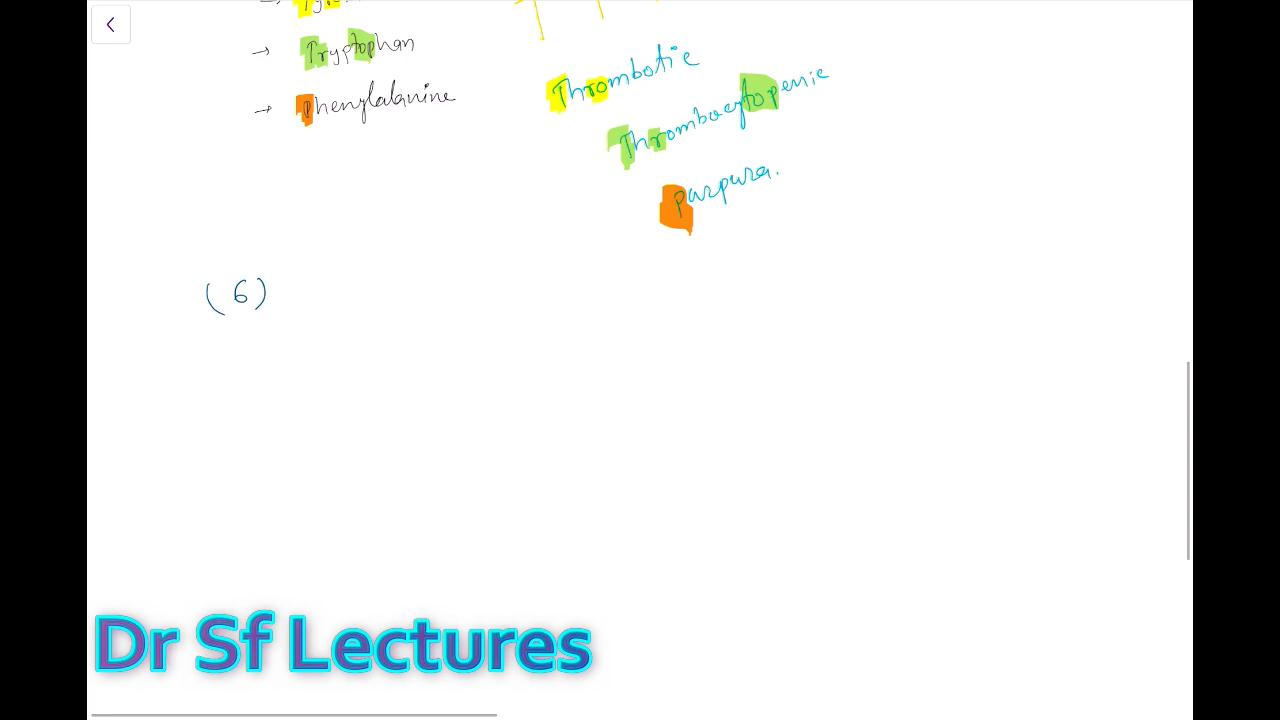 → Tryptophan
→ Phenylalanine
Thrombotic
Thrombocytopenic
purpura.
(6)
Dr Sf Lectures